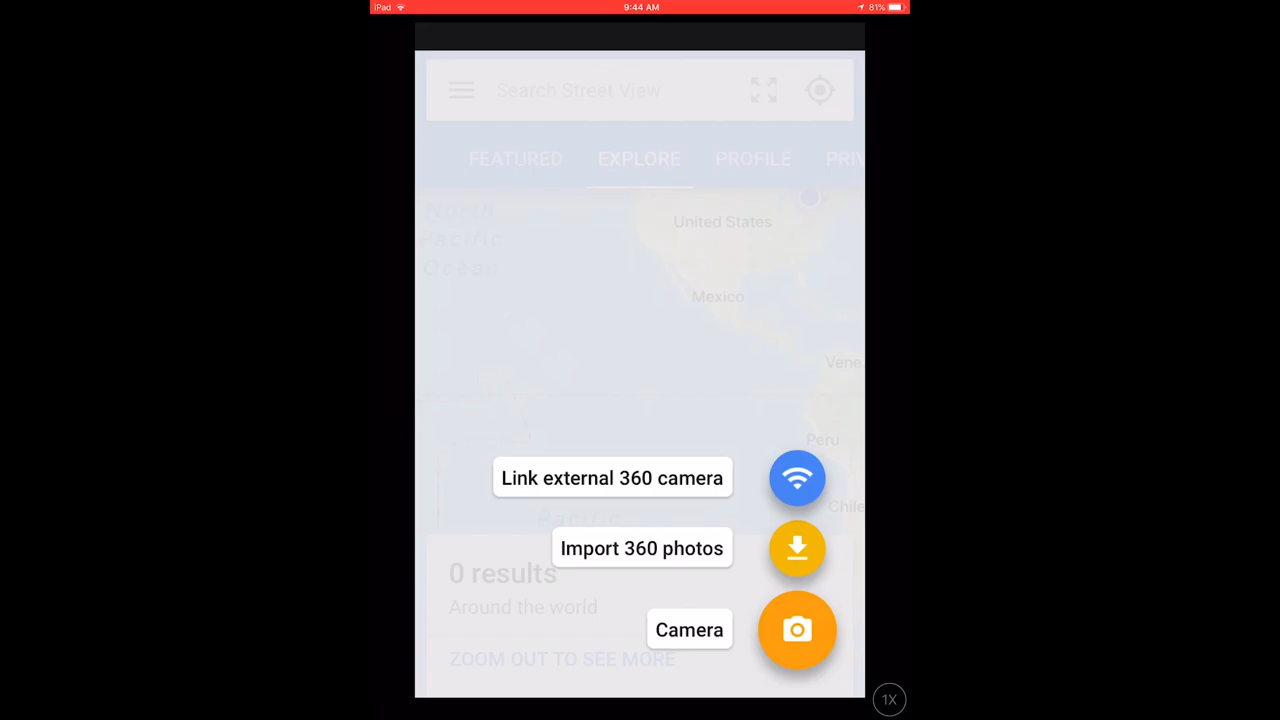 iPad 9:44 AM 81%
Search Street View
FEATURED EXPLORE PROFILE PRIV
North
Pacific
Ocean
United States
Mexico
Vene.
Peru
Chile
Link external 360 camera
Pacific
Import 360 photos
0 results
Around the world
Camera
ZOOM OUT TO SEE MORE
1X